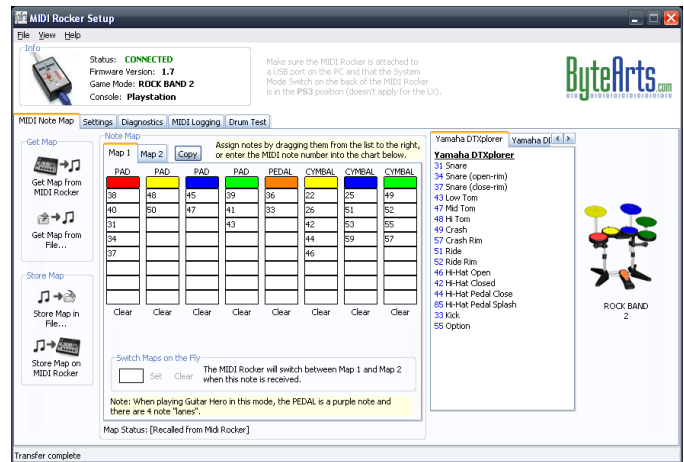 MIDI Rocker Setup
File View Help
Info
Status: CONNECTED
Firmware Version: 1.7
Game Mode: ROCK BAND 2
Console: Playstation
Make sure the MIDI Rocker is attached to
a USB port on the PC and that the System
Mode Switch on the back of the MIDI Rocker
is in the PS3 position (doesn't apply for the
LX).
ByteArts.com
MIDI Note Map Settings Diagnostics MIDI Logging Drum Test
Get Map
Get Map from
MIDI Rocker
Get Map from
File...
Store Map
Store Map in
File...
Store Map on
MIDI Rocker
Note Map
Map 1 Map 2 Copy
Assign notes by dragging them from the list to the right,
or enter the MIDI note number into the chart below.
PAD PAD PAD PAD PEDAL CYMBAL CYMBAL CYMBAL
38 48 45 39 36 22 25 49
40 50 47 41 33 26 51 52
31 43 42 53 55
34 44 59 57
37 46
Clear Clear Clear Clear Clear Clear Clear Clear
Switch Maps on the Fly
Set Clear
The MIDI Rocker will switch between Map 1 and Map 2
when this note is received.
Note: When playing Guitar Hero in this mode, the PEDAL is a purple note and
there are 4 note "lanes".
Map Status: [Recalled from Midi Rocker]
Yamaha DTXplorer Yamaha
Yamaha DTXplorer
31 Snare
34 Snare (open-rim)
37 Snare (close-rim)
43 Low Tom
47 Mid Tom
48 Hi Tom
49 Crash
57 Crash Rim
51 Ride
52 Ride Rim
46 Hi-Hat Open
42 Hi-Hat Closed
44 Hi-Hat Pedal Close
85 Hi-Hat Pedal Splash
33 Kick
55 Option
ROCK BAND
2
Transfer complete